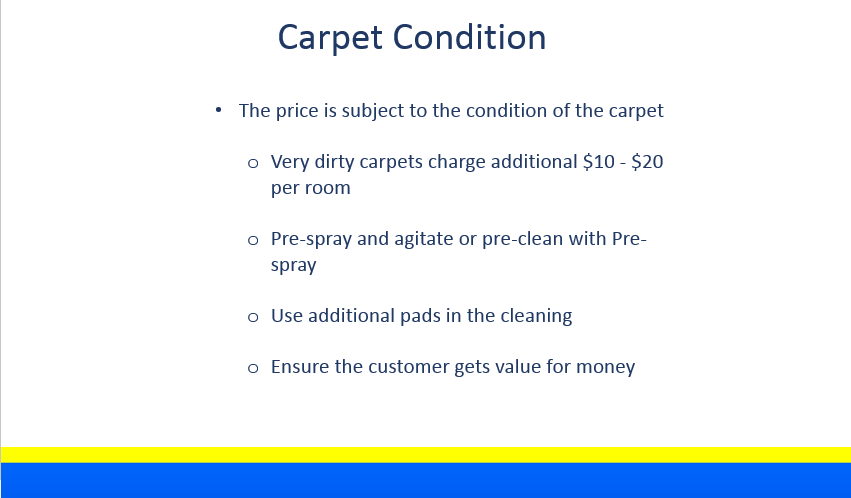 Carpet Condition
• The price is subject to the condition of the carpet
o Very dirty carpets charge additional $10 - $20
per room
o Pre-spray and agitate or pre-clean with Pre-
spray
o Use additional pads in the cleaning
o Ensure the customer gets value for money